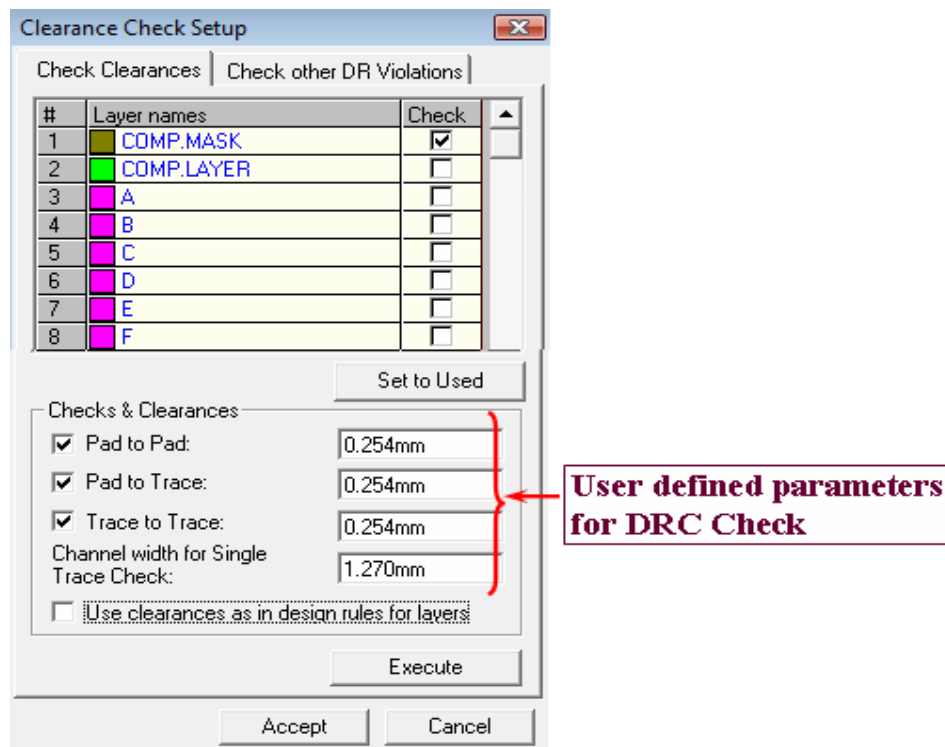 Clearance Check Setup
Check Clearances
Check other DR Violations
# Layer names Check
1 COMP.MASK
2 COMP.LAYER
3 A
4 B
5 C
6 D
7 E
8 F
Set to Used
Checks & Clearances
Pad to Pad: 0.254mm
Pad to Trace: 0.254mm
Trace to Trace: 0.254mm
Channel width for Single
Trace Check: 1.270mm
Use clearances as in design rules for layers
Execute
Accept Cancel
User defined parameters
for DRC Check